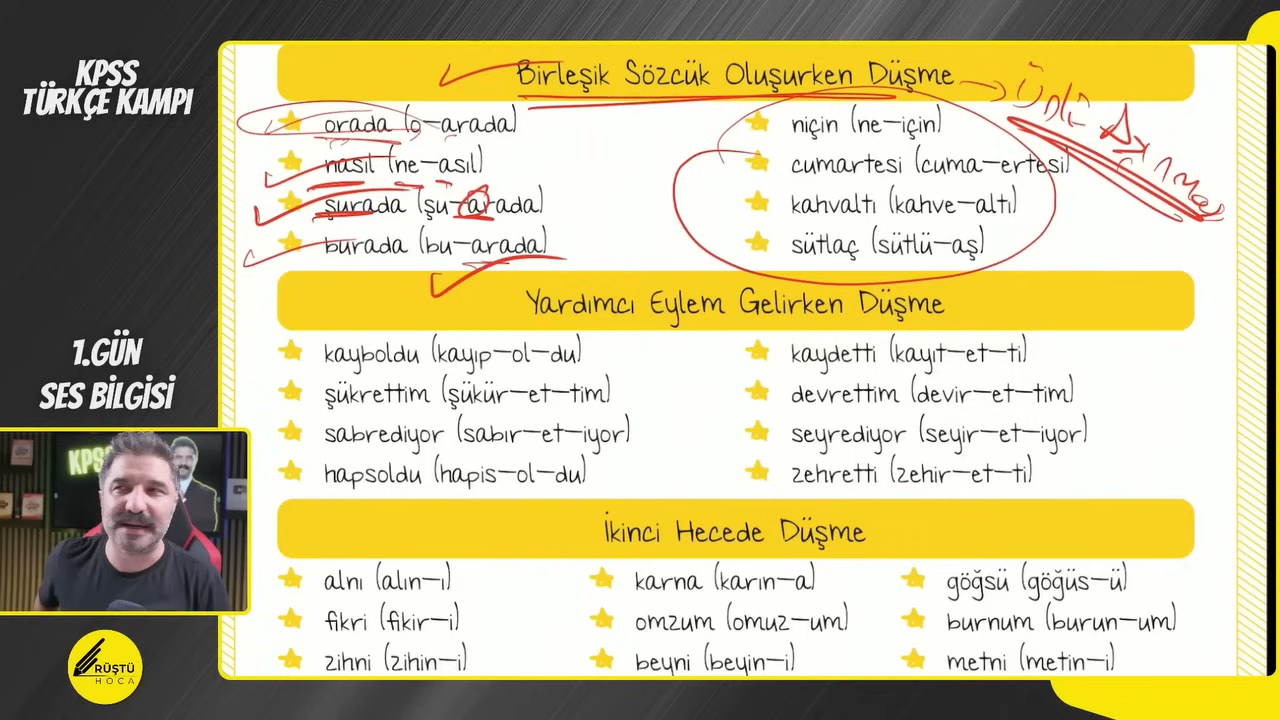 KPSS
TÜRKÇE KAMPI
1.GÜN
SES BİLGİSİ
KPSS
RÜŞTÜ
HOCA
Birleşik Sözcük Oluşurken Düşme
orada (o-arada)
nasıl (ne-asıl)
şurada (şu-arada)
burada (bu-arada)
niçin (ne-için)
cumartesi (cuma-ertesi)
kahvaltı (kahve-altı)
sütlaç (sütlü-aş)
Yardımcı Eylem Gelirken Düşme
kayboldu (kayıp-ol-du)
şükrettim (şükür-et-tim)
sabrediyor (sabır-et-iyor)
hapsoldu (hapis-ol-du)
kaydetti (kayıt-et-ti)
devrettim (devir-et-tim)
seyrediyor (seyir-et-iyor)
zehretti (zehir-et-ti)
İkinci Hecede Düşme
alnı (alın-ı)
fikri (fikir-i)
zihni (zihin-i)
karna (karın-a)
omzum (omuz-um)
beyni (beyin-i)
göğsü (göğüs-ü)
burnum (burun-um)
metni (metin-i)